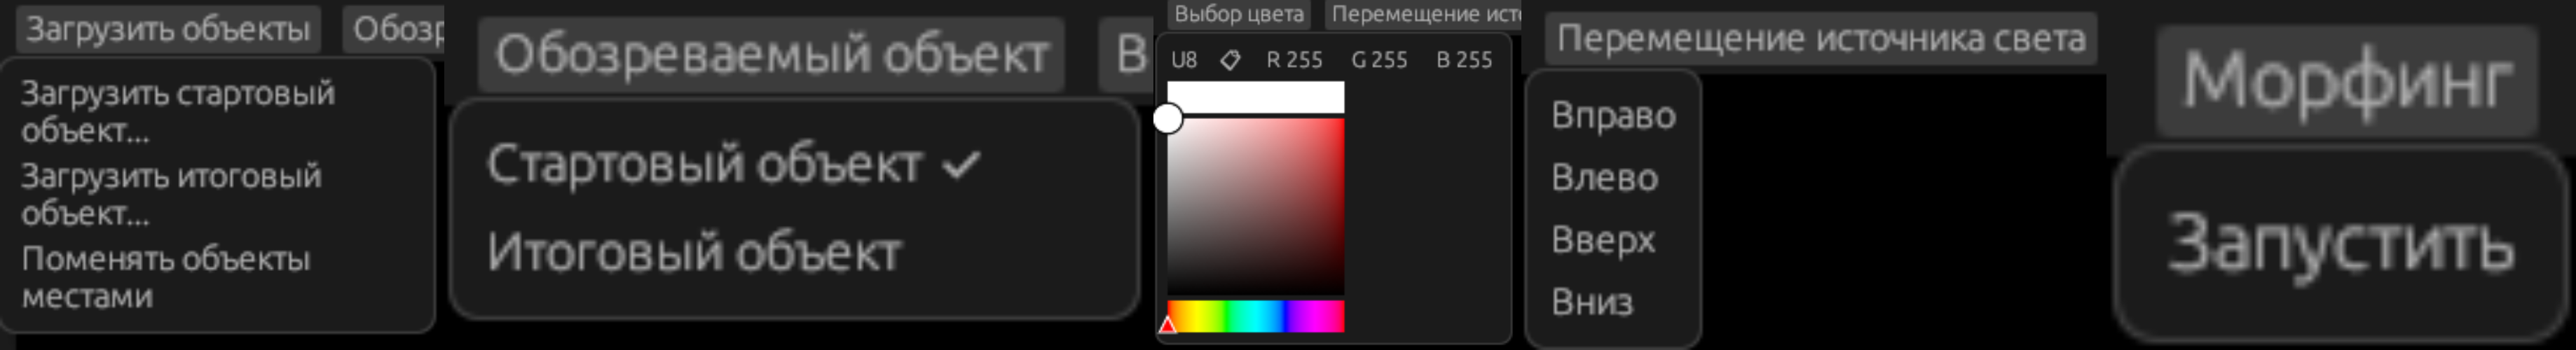 Загрузить объекты
Обозр
Загрузить стартовый
объект...
Загрузить итоговый
объект...
Поменять объекты
местами
Обозреваемый объект
В
Стартовый объект ✓
Итоговый объект
Выбор цвета
Перемещение ист
U8 R 255 G 255 B 255
Перемещение источника света
Вправо
Влево
Вверх
Вниз
Морфинг
Запустить